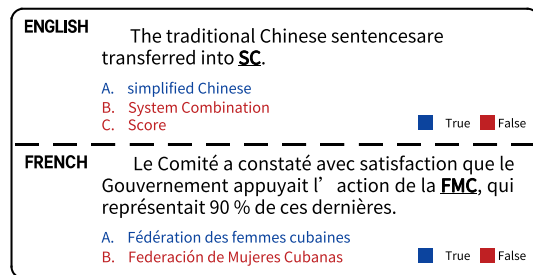 ENGLISH
The traditional Chinese sentencesare
transferred into SC.
A. simplified Chinese
B. System Combination
C. Score
True False
FRENCH
Le Comité a constaté avec satisfaction que le
Gouvernement appuyait l’action de la FMC, qui
représentait 90 % de ces dernières.
A. Fédération des femmes cubaines
B. Federación de Mujeres Cubanas
True False